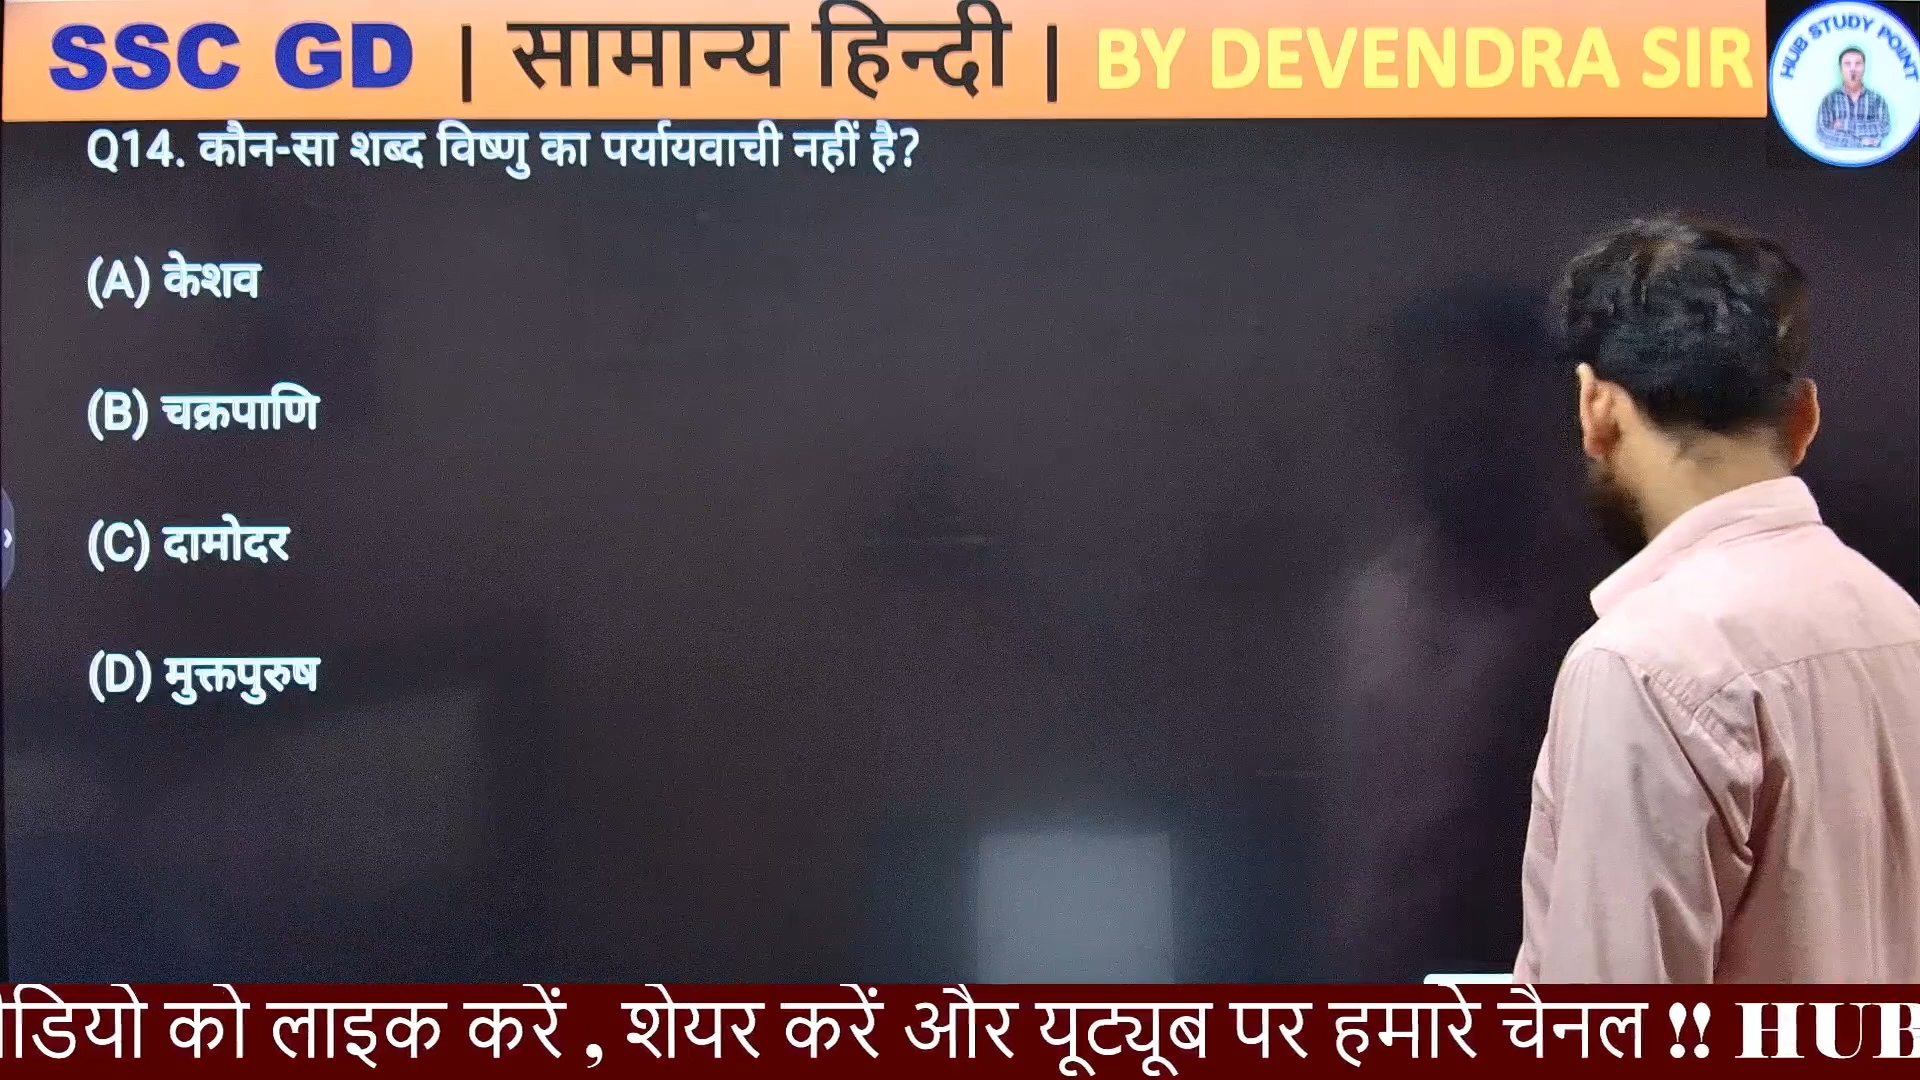 SSC GD | सामान्य हिन्दी | BY DEVENDRA SIR
HUB STUDY POINT
Q14. कौन-सा शब्द विष्णु का पर्यायवाची नहीं है?
(A) केशव
(B) चक्रपाणि
(C) दामोदर
(D) मुक्तपुरुष
को लाइक करें , शेयर करें और यूट्यूब पर हमारे चैनल !! HUB